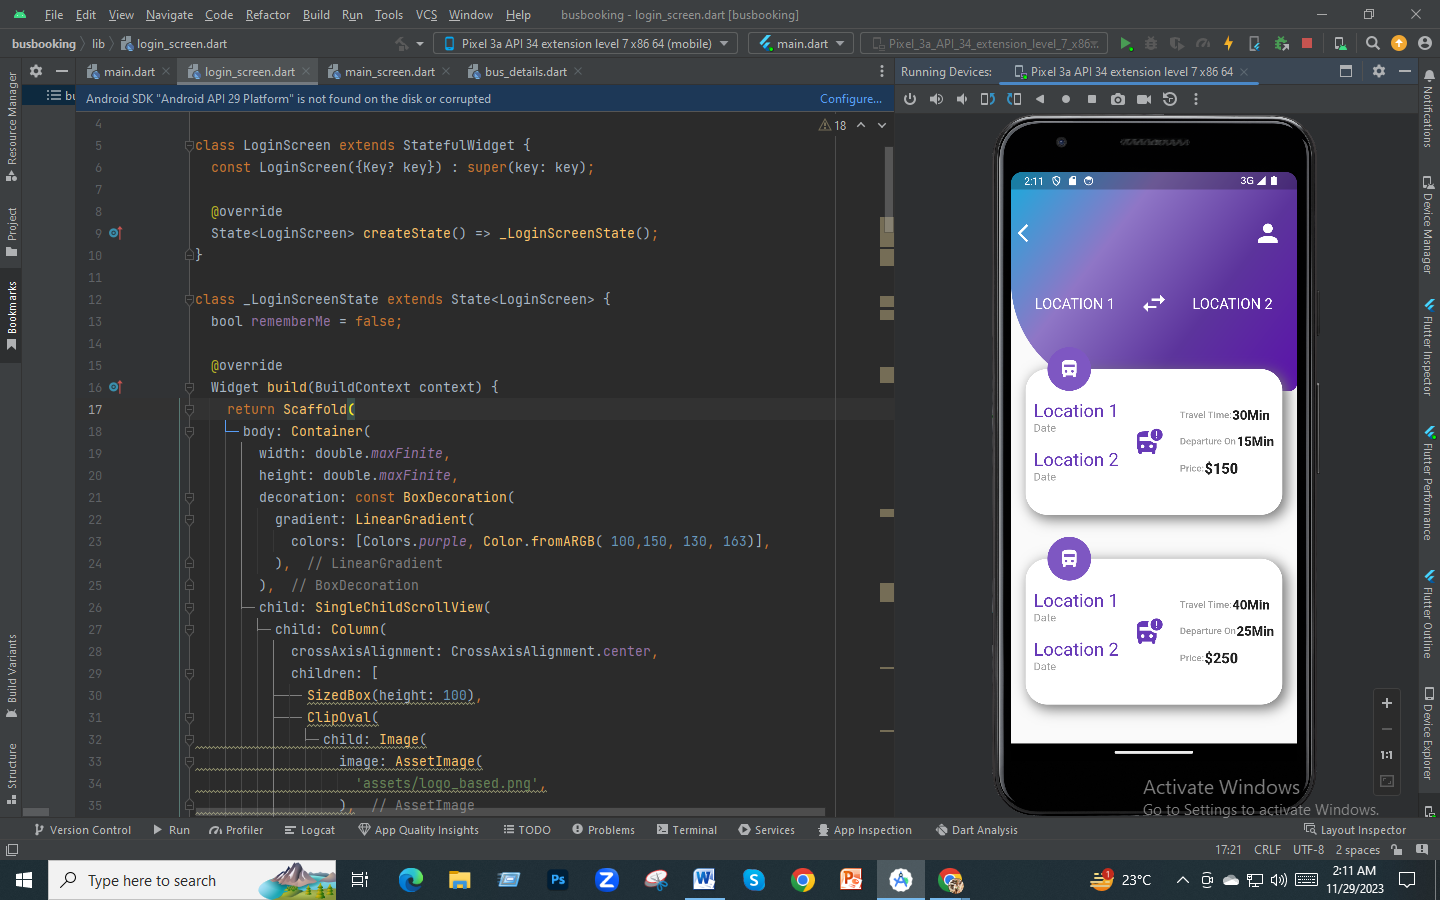 File Edit View Navigate Code Refactor Build Run Tools VCS Window Help busbooking - login_screen.dart [busbooking]
busbooking lib login_screen.dart Pixel 3a API 34 extension level 7 x86 64 (mobile) main.dart Pixel_3a_API_34_extension_level_7_x86...
main.dart login_screen.dart main_screen.dart bus_details.dart Running Devices: Pixel 3a API 34 extension level 7 x86 64
bu Android SDK "Android API 29 Platform" is not found on the disk or corrupted Configure...
18
4
5 class LoginScreen extends StatefulWidget {
6 const LoginScreen({Key? key}) : super(key: key);
7
8 @override
9 State<LoginScreen> createState() => _LoginScreenState();
10 }
11
12 class _LoginScreenState extends State<LoginScreen> {
13 bool rememberMe = false;
14
15 @override
16 Widget build(BuildContext context) {
17 return Scaffold(
18 body: Container(
19 width: double.maxFinite,
20 height: double.maxFinite,
21 decoration: const BoxDecoration(
22 gradient: LinearGradient(
23 colors: [Colors.purple, Color.fromARGB( 100,150, 130, 163)],
24 ), // LinearGradient
25 ), // BoxDecoration
26 child: SingleChildScrollView(
27 child: Column(
28 crossAxisAlignment: CrossAxisAlignment.center,
29 children: [
30 SizedBox(height: 100),
31 ClipOval(
32 child: Image(
33 image: AssetImage(
34 'assets/logo_based.png',
35 ), // AssetImage
Resource Manager
Project
Bookmarks
Build Variants
Structure
2:11 3G
LOCATION 1 LOCATION 2
Location 1
Date
Location 2
Date
Travel Time: 30Min
Departure On 15Min
Price: $150
Location 1
Date
Location 2
Date
Travel Time: 40Min
Departure On 25Min
Price: $250
1:1
Notifications
Device Manager
Flutter Inspector
Flutter Performance
Flutter Outline
Device Explorer
Activate Windows
Go to Settings to activate Windows.
Version Control Run Profiler Logcat App Quality Insights TODO Problems Terminal Services App Inspection Dart Analysis Layout Inspector
17:21 CRLF UTF-8 2 spaces
Type here to search Ps 1 23°C 2:11 AM
11/29/2023